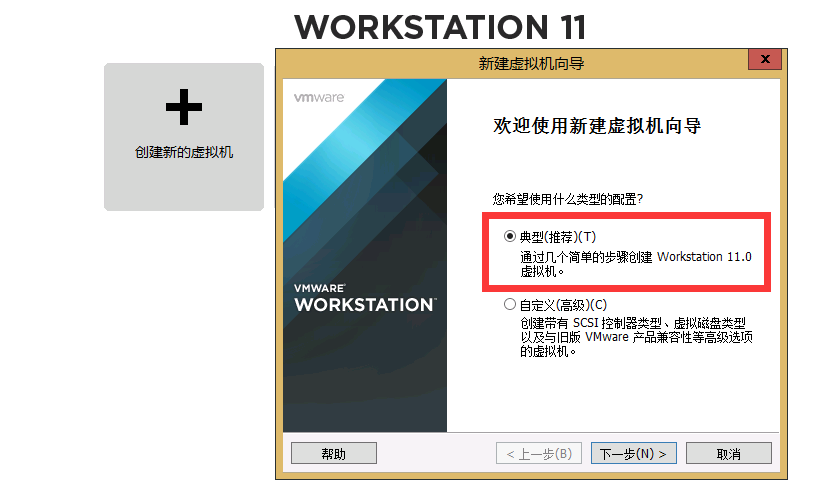 WORKSTATION 11
创建新的虚拟机
新建虚拟机向导
x
vmware
欢迎使用新建虚拟机向导
您希望使用什么类型的配置?
典型(推荐)(T)
通过几个简单的步骤创建 Workstation 11.0
虚拟机。
自定义(高级)(C)
创建带有 SCSI 控制器类型、虚拟磁盘类型
以及与旧版 VMware 产品兼容性等高级选项
的虚拟机。
VMWARE®
WORKSTATION™
帮助
< 上一步(B)
下一步(N) >
取消